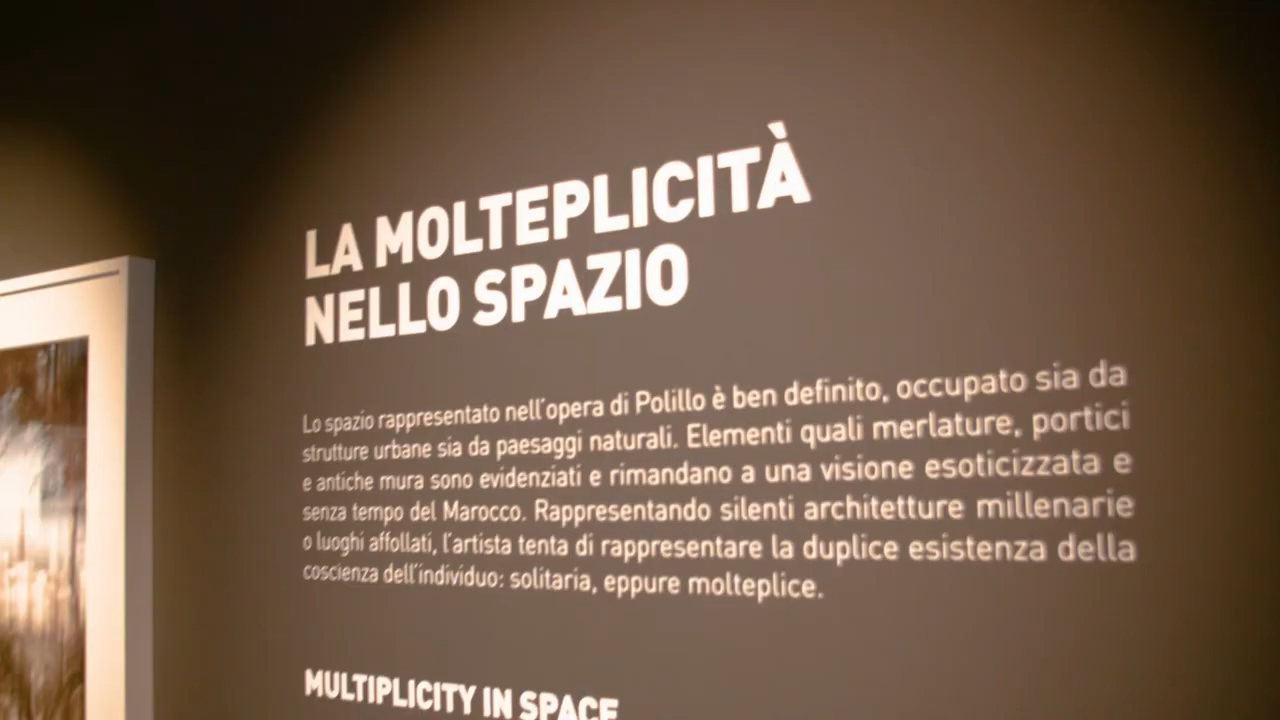 LA MOLTEPLICITÀ
NELLO SPAZIO
Lo spazio rappresentato nell'opera di Polillo è ben definito, occupato sia da
strutture urbane sia da paesaggi naturali. Elementi quali merlature, portici
e antiche mura sono evidenziati e rimandano a una visione esoticizzata e
senza tempo del Marocco. Rappresentando silenti architetture millenarie
o luoghi affollati, l'artista tenta di rappresentare la duplice esistenza della
coscienza dell'individuo: solitaria, eppure molteplice.
MULTIPLICITY IN SPACE